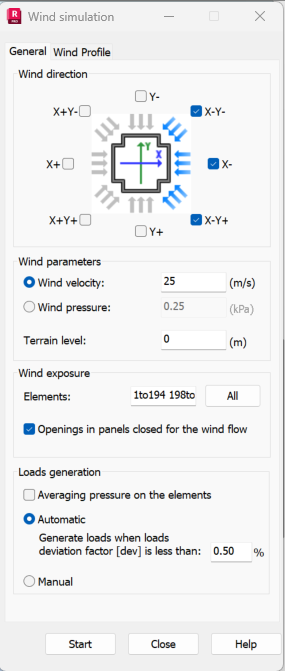 Wind simulation
General Wind Profile
Wind direction
Y-
X+Y- X-Y-
Y
X+ X X-
X+Y+ X-Y+
Y+
Wind parameters
Wind velocity: 25 (m/s)
Wind pressure: 0.25 (kPa)
Terrain level: 0 (m)
Wind exposure
Elements: 1to194 198to All
Openings in panels closed for the wind flow
Loads generation
Averaging pressure on the elements
Automatic
Generate loads when loads
deviation factor [dev] is less than: 0.50 %
Manual
Start Close Help